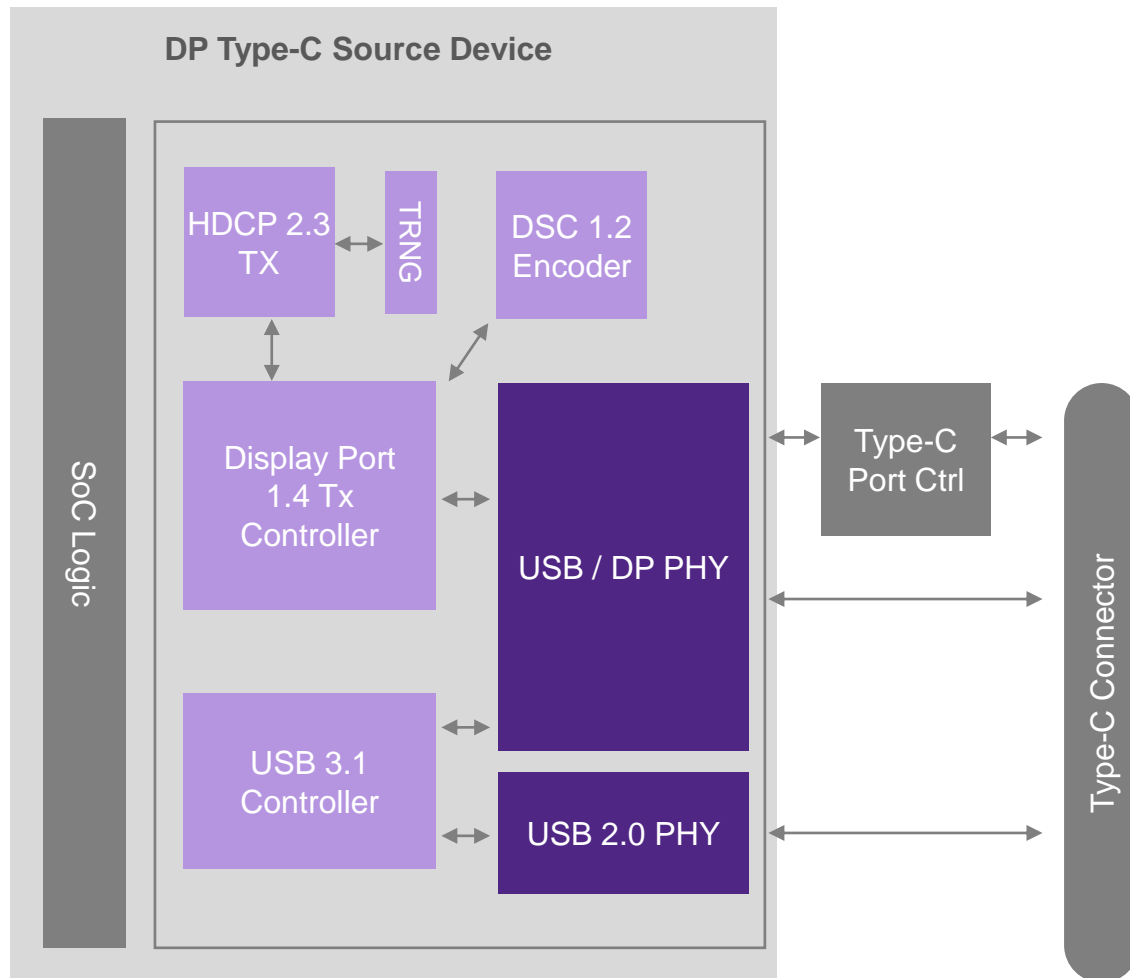 DP Type-C Source Device
SoC Logic
HDCP 2.3
TX
TRNG
DSC 1.2
Encoder
Display Port
1.4 Tx
Controller
USB / DP PHY
Type-C
Port Ctrl
Type-C Connector
USB 3.1
Controller
USB 2.0 PHY